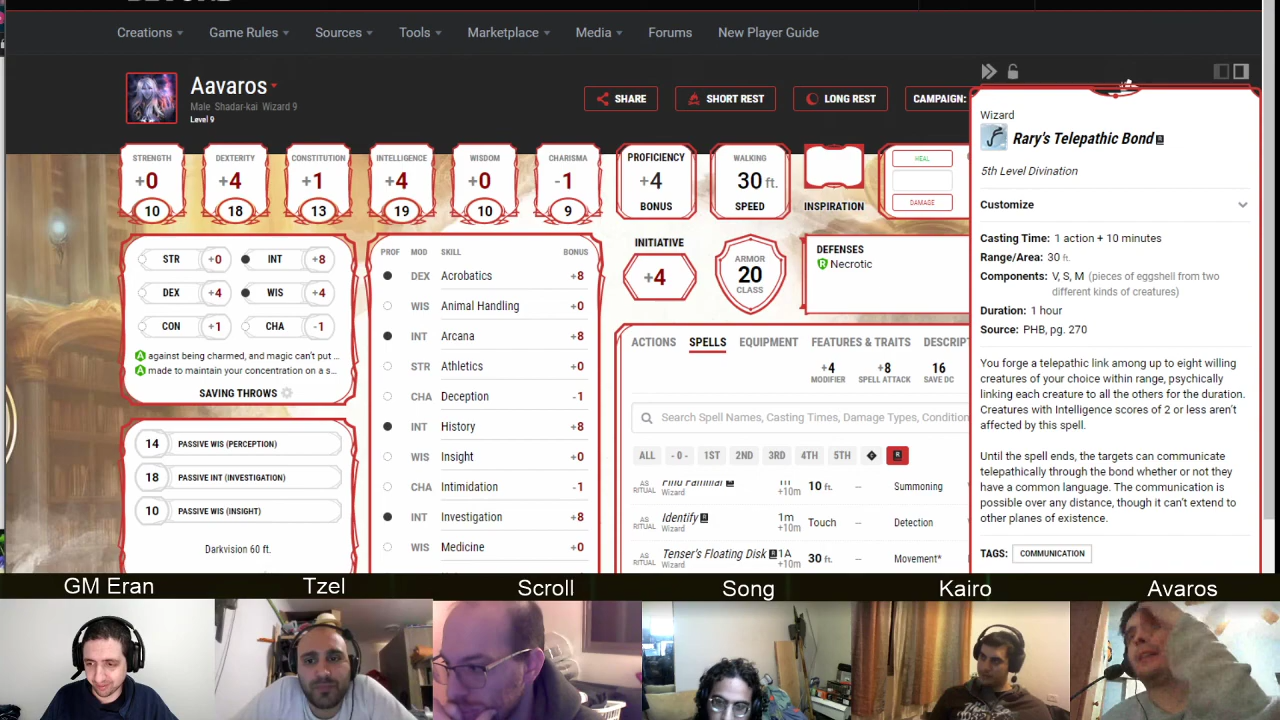 Creations
Game Rules
Sources
Tools
Marketplace
Media
Forums
New Player Guide
Aavaros
Male Shadar-kai Wizard 9
Level 9
SHARE
SHORT REST
LONG REST
CAMPAIGN:
STRENGTH
+0
10
DEXTERITY
+4
18
CONSTITUTION
+1
13
INTELLIGENCE
+4
19
WISDOM
+0
10
CHARISMA
-1
9
PROFICIENCY
+4
BONUS
WALKING
30 ft.
SPEED
INSPIRATION
HEAL
DAMAGE
STR +0
INT +8
DEX +4
WIS +4
CON +1
CHA -1
A against being charmed, and magic can't put ...
A made to maintain your concentration on a s...
SAVING THROWS
14 PASSIVE WIS (PERCEPTION)
18 PASSIVE INT (INVESTIGATION)
10 PASSIVE WIS (INSIGHT)
Darkvision 60 ft.
PROF MOD SKILL BONUS
DEX Acrobatics +8
WIS Animal Handling +0
INT Arcana +8
STR Athletics +0
CHA Deception -1
INT History +8
WIS Insight +0
CHA Intimidation -1
INT Investigation +8
WIS Medicine +0
INITIATIVE
+4
ARMOR
20
CLASS
DEFENSES
R Necrotic
ACTIONS SPELLS EQUIPMENT FEATURES & TRAITS DESCRIP
+4
MODIFIER
+8
SPELL ATTACK
16
SAVE DC
Search Spell Names, Casting Times, Damage Types, Condition
ALL - 0 - 1ST 2ND 3RD 4TH 5TH R
AS RITUAL Find Familiar
Wizard
+10m 10 ft. -- Summoning
AS RITUAL Identify
Wizard
1m +10m Touch -- Detection
AS RITUAL Tenser's Floating Disk
Wizard
1A +10m 30 ft. -- Movement*
Wizard
Rary's Telepathic Bond
5th Level Divination
Customize
Casting Time: 1 action + 10 minutes
Range/Area: 30 ft.
Components: V, S, M (pieces of eggshell from two
different kinds of creatures)
Duration: 1 hour
Source: PHB, pg. 270
You forge a telepathic link among up to eight willing
creatures of your choice within range, psychically
linking each creature to all the others for the duration.
Creatures with Intelligence scores of 2 or less aren't
affected by this spell.
Until the spell ends, the targets can communicate
telepathically through the bond whether or not they
have a common language. The communication is
possible over any distance, though it can't extend to
other planes of existence.
TAGS: COMMUNICATION
GM Eran
Tzel
Scroll
Song
Kairo
Avaros